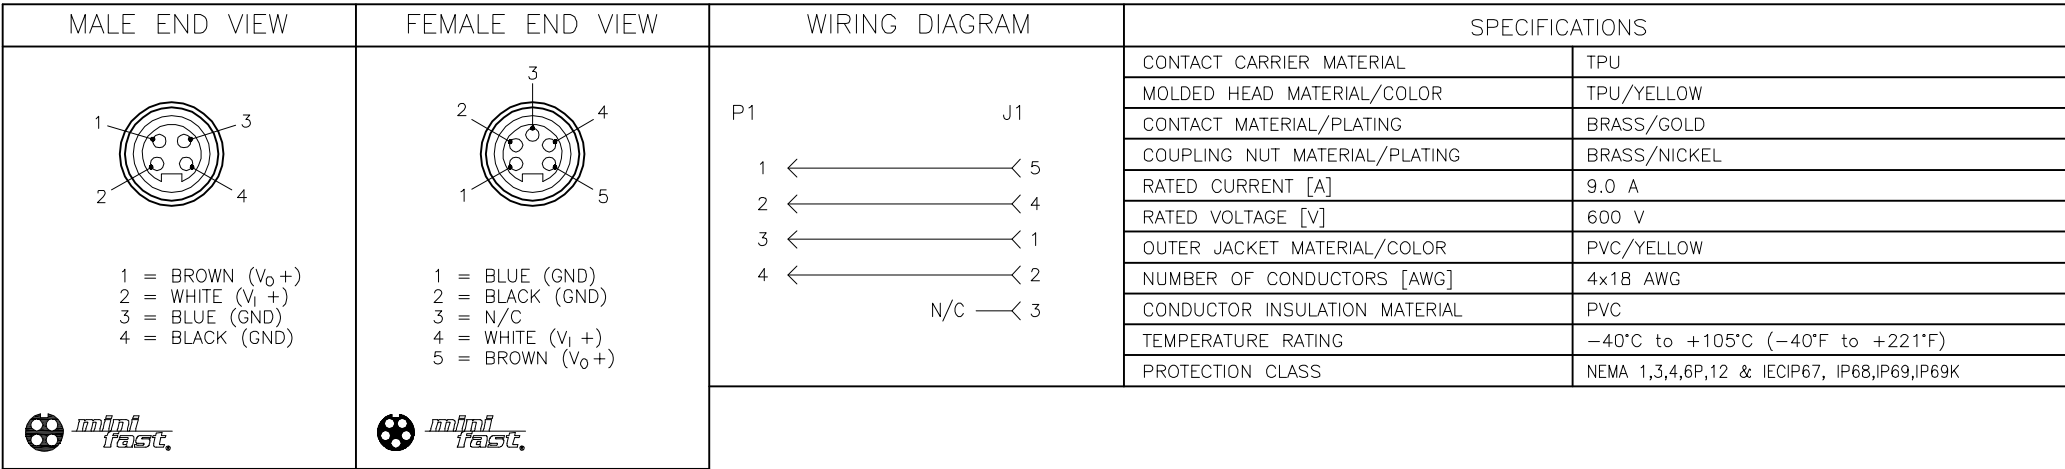 MALE END VIEW
FEMALE END VIEW
WIRING DIAGRAM
SPECIFICATIONS
1
3
2
4
1 = BROWN (VO +)
2 = WHITE (VI +)
3 = BLUE (GND)
4 = BLACK (GND)
mini
fast®
3
2
4
1
5
1 = BLUE (GND)
2 = BLACK (GND)
3 = N/C
4 = WHITE (VI +)
5 = BROWN (VO +)
mini
fast®
P1 J1
1 5
2 4
3 1
4 2
N/C 3
CONTACT CARRIER MATERIAL TPU
MOLDED HEAD MATERIAL/COLOR TPU/YELLOW
CONTACT MATERIAL/PLATING BRASS/GOLD
COUPLING NUT MATERIAL/PLATING BRASS/NICKEL
RATED CURRENT [A] 9.0 A
RATED VOLTAGE [V] 600 V
OUTER JACKET MATERIAL/COLOR PVC/YELLOW
NUMBER OF CONDUCTORS [AWG] 4x18 AWG
CONDUCTOR INSULATION MATERIAL PVC
TEMPERATURE RATING −40°C to +105°C (−40°F to +221°F)
PROTECTION CLASS NEMA 1,3,4,6P,12 & IECIP67, IP68,IP69,IP69K